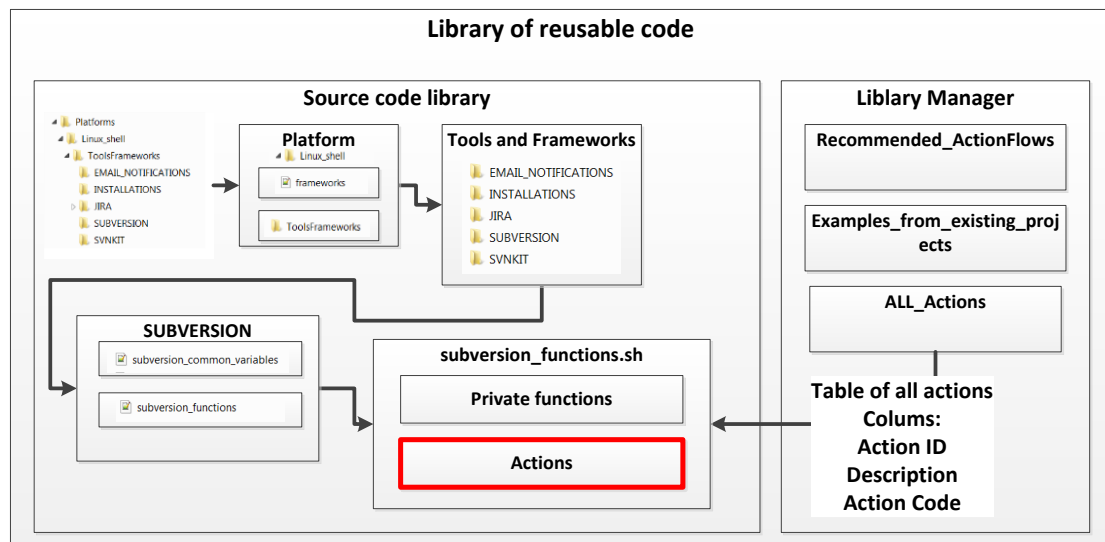 Library of reusable code
Source code library
Platforms
Linux_shell
ToolsFrameworks
EMAIL_NOTIFICATIONS
INSTALLATIONS
JIRA
SUBVERSION
SVNKIT
Platform
Linux_shell
frameworks
ToolsFrameworks
Tools and Frameworks
EMAIL_NOTIFICATIONS
INSTALLATIONS
JIRA
SUBVERSION
SVNKIT
SUBVERSION
subversion_common_variables
subversion_functions
subversion_functions.sh
Private functions
Actions
Liblary Manager
Recommended_ActionFlows
Examples_from_existing_proj
ects
ALL_Actions
Table of all actions
Colums:
Action ID
Description
Action Code